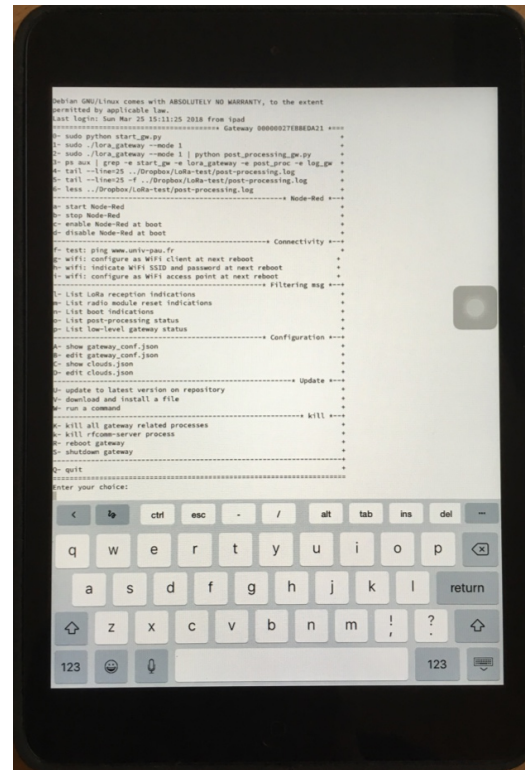 Debian GNU/Linux comes with ABSOLUTELY NO WARRANTY, to the extent
permitted by applicable law.
Last login: Sun Mar 25 15:11:25 2018 from ipad
=======================================+ Gateway 00000027EBBEDA21 +===
0- sudo python start_gw.py +
1- sudo ./lora_gateway --mode 1 +
2- sudo ./lora_gateway --mode 1 | python post_processing_gw.py +
3- ps aux | grep -e start_gw -e lora_gateway -e post_proc -e log_gw +
4- tail --line=25 ../Dropbox/LoRa-test/post-processing.log +
5- tail --line=25 -f ../Dropbox/LoRa-test/post-processing.log +
6- less ../Dropbox/LoRa-test/post-processing.log +
---------------------------------------------------+ Node-Red +---+
a- start Node-Red +
b- stop Node-Red +
c- enable Node-Red at boot +
d- disable Node-Red at boot +
-----------------------------------------------+ Connectivity +---+
f- test: ping www.univ-pau.fr +
g- wifi: configure as WiFi client at next reboot +
h- wifi: indicate WiFi SSID and password at next reboot +
i- wifi: configure as WiFi access point at next reboot +
----------------------------------------------+ Filtering msg +---+
l- List LoRa reception indications +
m- List radio module reset indications +
n- List boot indications +
o- List post-processing status +
p- List low-level gateway status +
----------------------------------------------+ Configuration +---+
A- show gateway_conf.json +
B- edit gateway_conf.json +
C- show clouds.json +
D- edit clouds.json +
-----------------------------------------------------+ Update +---+
U- update to latest version on repository +
V- download and install a file +
W- run a command +
-------------------------------------------------------+ kill +---+
K- kill all gateway related processes +
k- kill rfcomm-server process +
R- reboot gateway +
S- shutdown gateway +
------------------------------------------------------------------+
Q- quit +
===================================================================
Enter your choice:
ctrl esc - / alt tab ins del ...
q w e r t y u i o p
a s d f g h j k l return
z x c v b n m ! , ? .
123 123